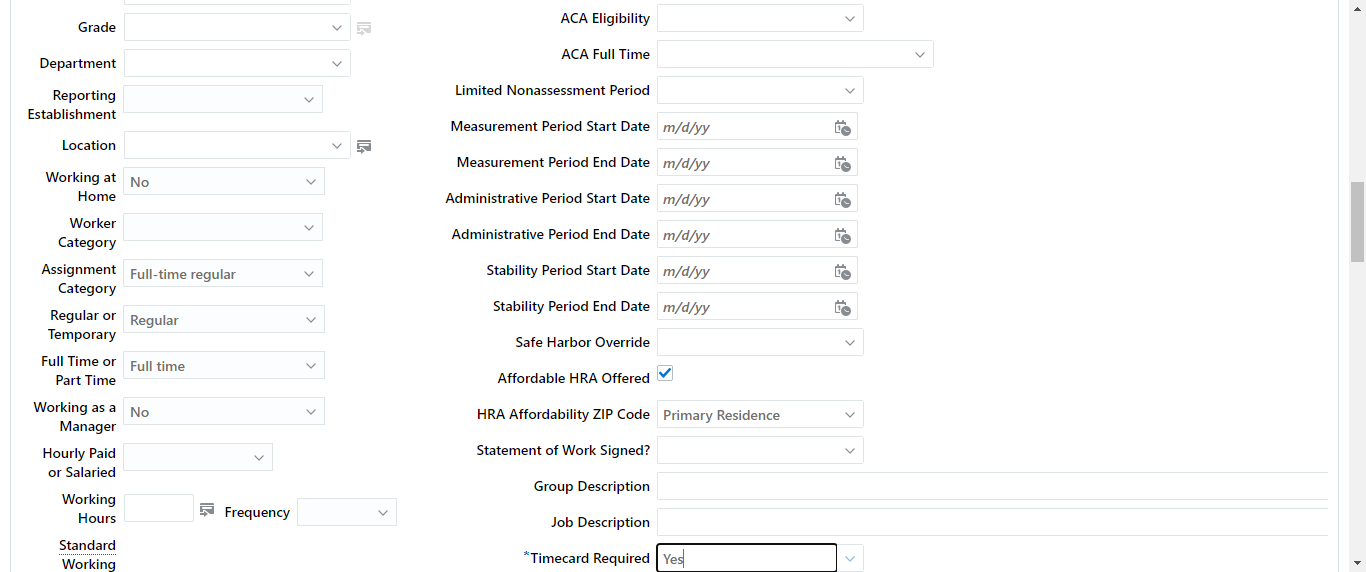 Grade
Department
Reporting
Establishment
Location
Working at
Home
No
Worker
Category
Assignment
Category
Full-time regular
Regular or
Temporary
Regular
Full Time or
Part Time
Full time
Working as a
Manager
No
Hourly Paid
or Salaried
Working
Hours
Frequency
Standard
Working
ACA Eligibility
ACA Full Time
Limited Nonassessment Period
Measurement Period Start Date m/d/yy
Measurement Period End Date m/d/yy
Administrative Period Start Date m/d/yy
Administrative Period End Date m/d/yy
Stability Period Start Date m/d/yy
Stability Period End Date m/d/yy
Safe Harbor Override
Affordable HRA Offered
HRA Affordability ZIP Code Primary Residence
Statement of Work Signed?
Group Description
Job Description
*Timecard Required Yes